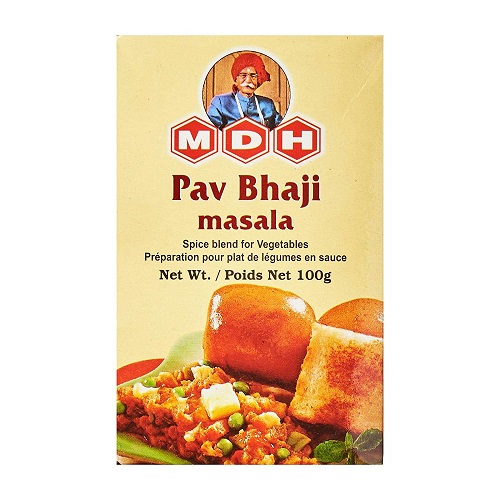 MDH
Pav Bhaji
masala
Spice blend for Vegetables
Préparation pour plat de légumes en sauce
Net Wt. / Poids Net 100g